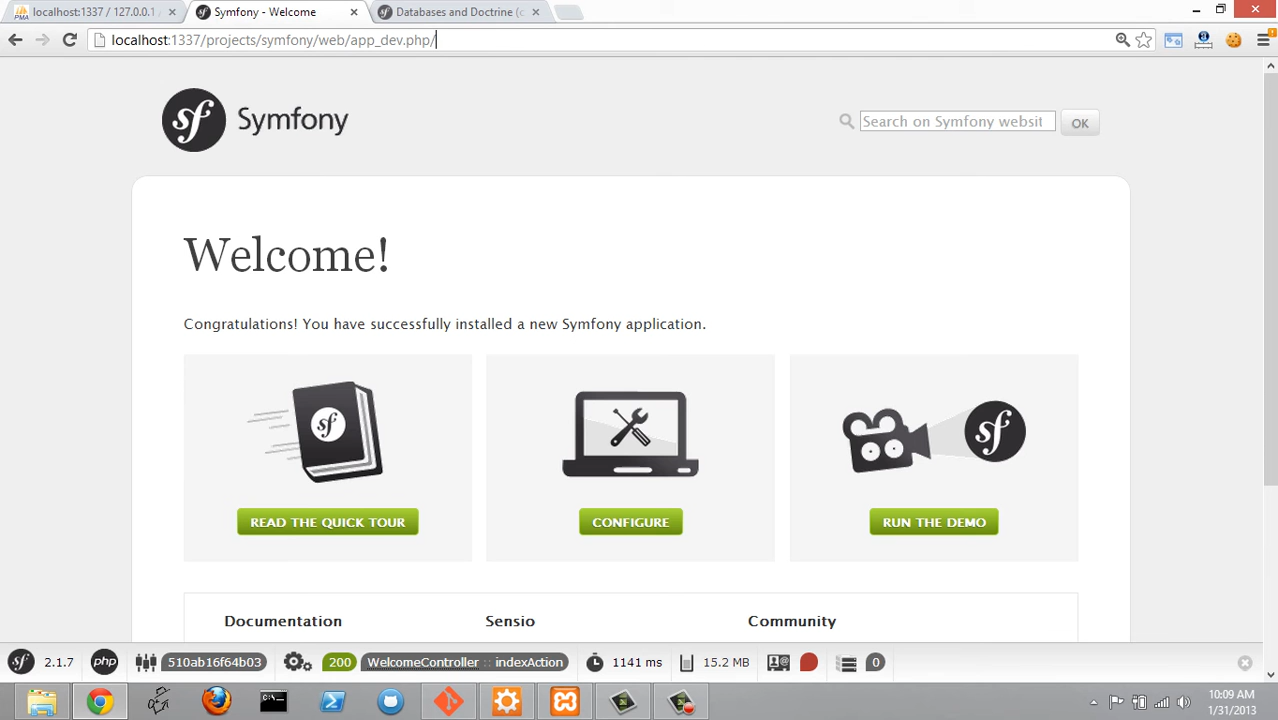 localhost:1337 / 127.0.0.1
Symfony - Welcome
Databases and Doctrine (c
localhost:1337/projects/symfony/web/app_dev.php/
Symfony
Search on Symfony websit
OK
Welcome!
Congratulations! You have successfully installed a new Symfony application.
READ THE QUICK TOUR
CONFIGURE
RUN THE DEMO
Documentation
Sensio
Community
2.1.7
php
510ab16f64b03
200
WelcomeController :: indexAction
1141 ms
15.2 MB
0
10:09 AM
1/31/2013